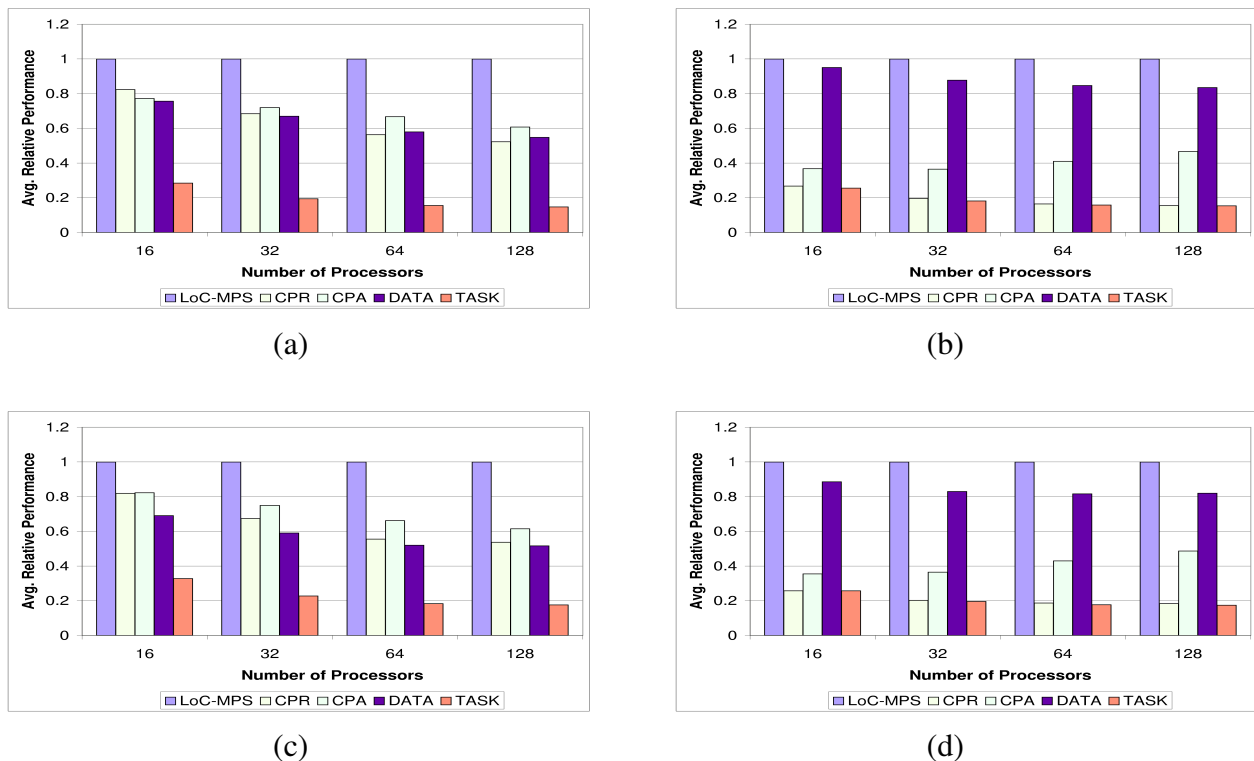 1.2
1
0.8
0.6
0.4
0.2
0
Avg. Relative Performance
16 32 64 128
Number of Processors
LoC-MPS CPR CPA DATA TASK
(a)
1.2
1
0.8
0.6
0.4
0.2
0
Avg. Relative Performance
16 32 64 128
Number of Processors
LoC-MPS CPR CPA DATA TASK
(b)
1.2
1
0.8
0.6
0.4
0.2
0
Avg. Relative Performance
16 32 64 128
Number of Processors
LoC-MPS CPR CPA DATA TASK
(c)
1.2
1
0.8
0.6
0.4
0.2
0
Avg. Relative Performance
16 32 64 128
Number of Processors
LoC-MPS CPR CPA DATA TASK
(d)